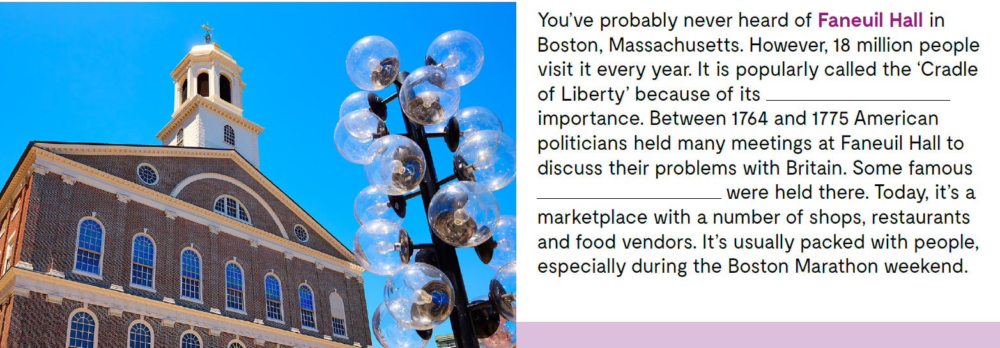 You’ve probably never heard of Faneuil Hall in
Boston, Massachusetts. However, 18 million people
visit it every year. It is popularly called the ‘Cradle
of Liberty’ because of its ____________________
importance. Between 1764 and 1775 American
politicians held many meetings at Faneuil Hall to
discuss their problems with Britain. Some famous
____________________ were held there. Today, it’s a
marketplace with a number of shops, restaurants
and food vendors. It’s usually packed with people,
especially during the Boston Marathon weekend.